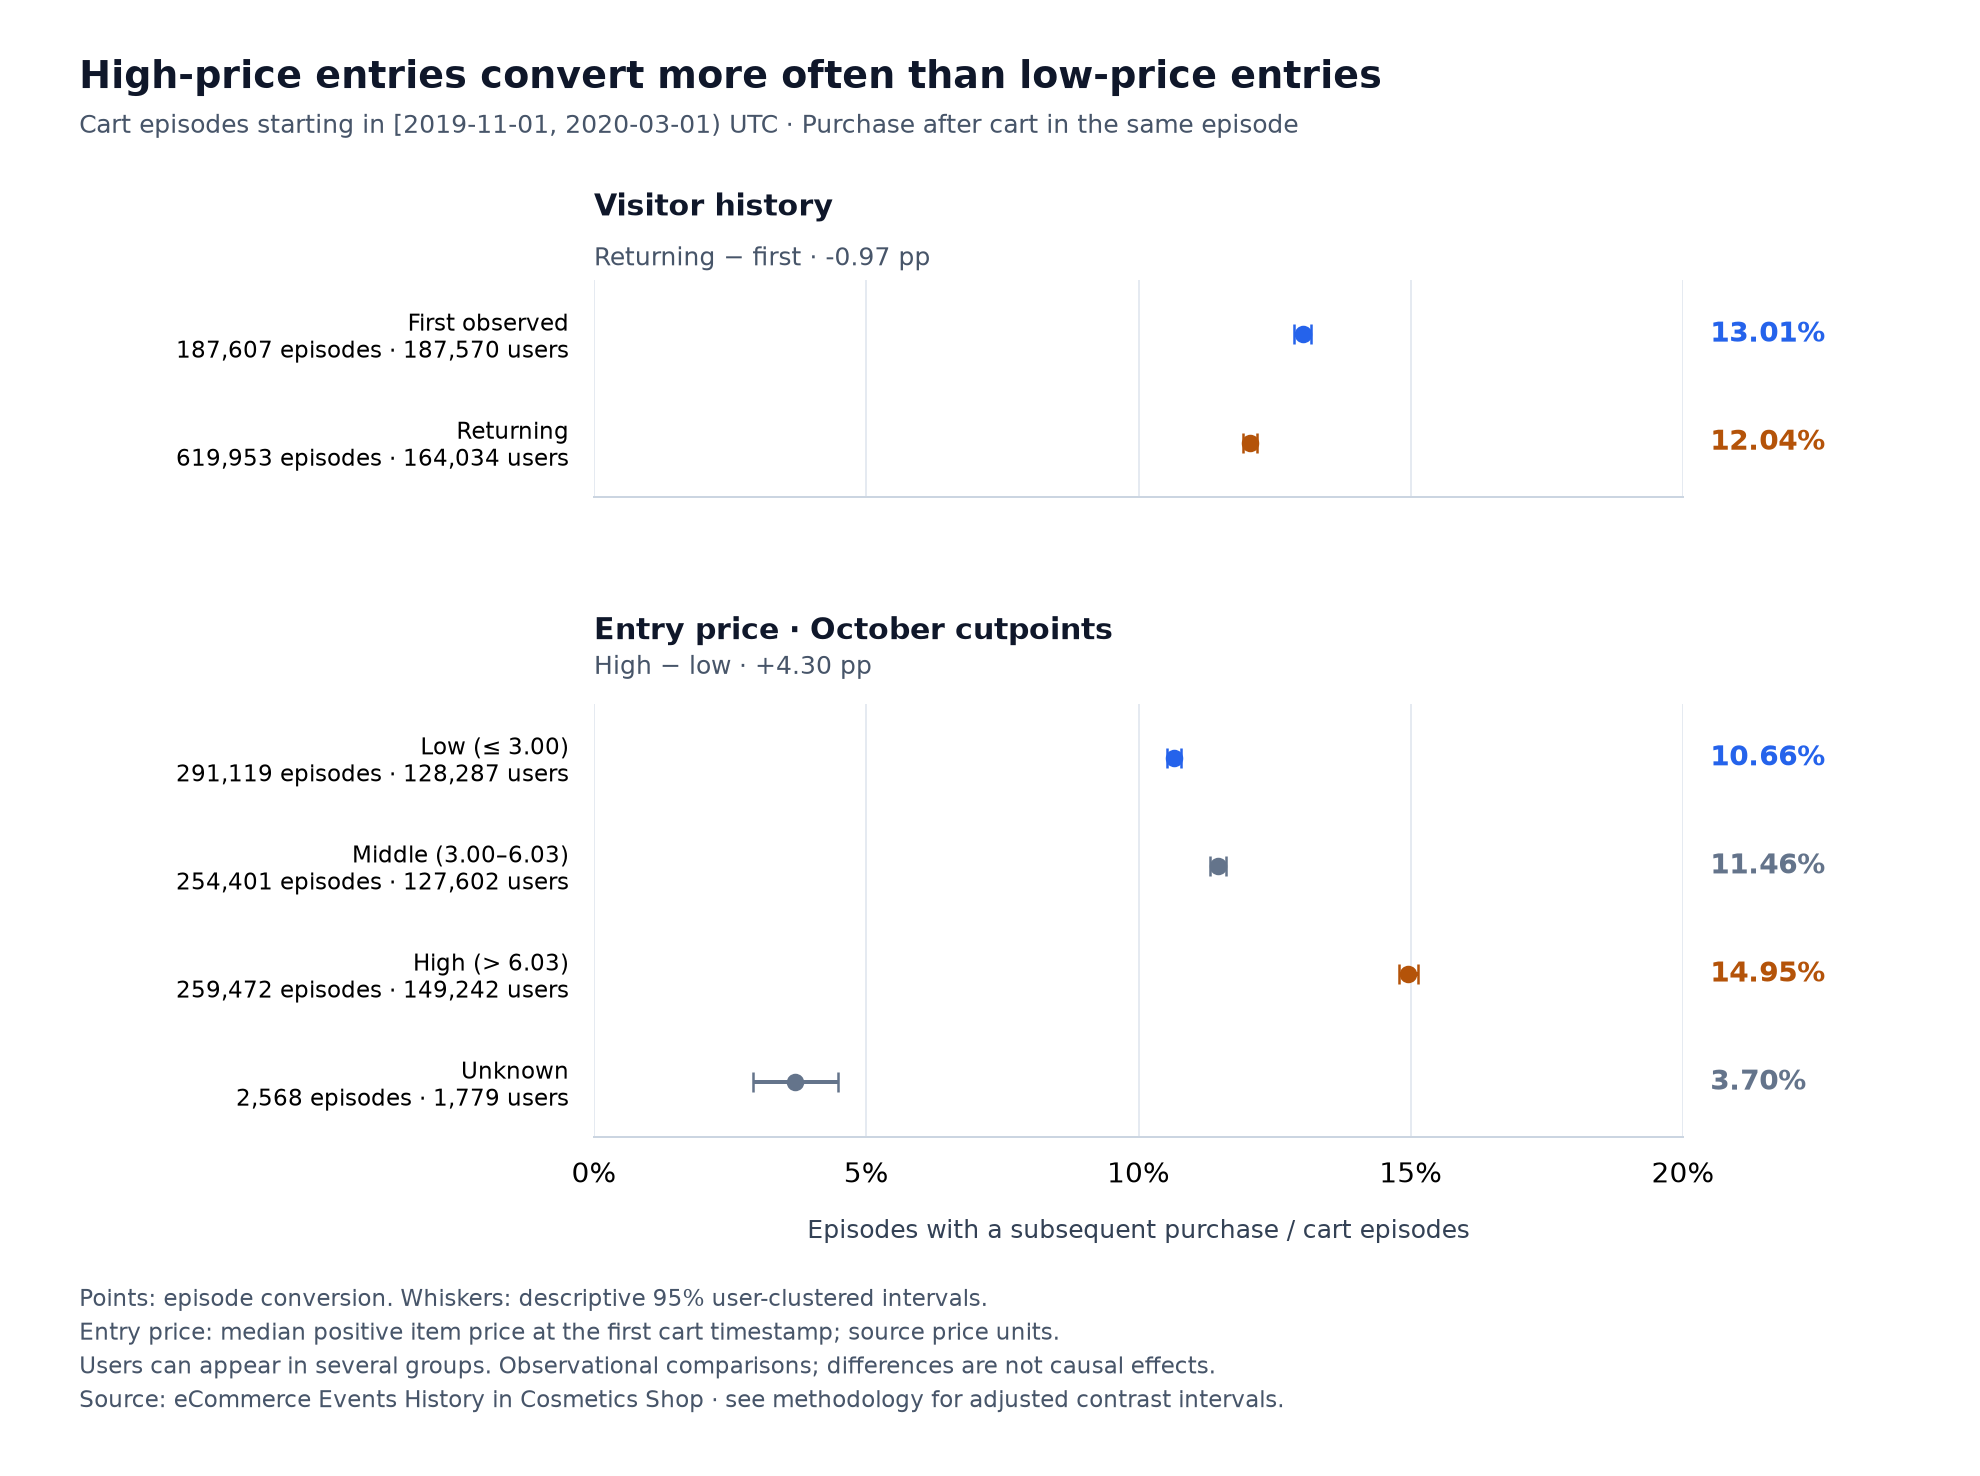 High-price entries convert more often than low-price entries
Cart episodes starting in [2019-11-01, 2020-03-01) UTC · Purchase after cart in the same episode
Visitor history
Returning − first · -0.97 pp
First observed
187,607 episodes · 187,570 users
13.01%
Returning
619,953 episodes · 164,034 users
12.04%
Entry price · October cutpoints
High − low · +4.30 pp
Low (≤ 3.00)
291,119 episodes · 128,287 users
10.66%
Middle (3.00–6.03)
254,401 episodes · 127,602 users
11.46%
High (> 6.03)
259,472 episodes · 149,242 users
14.95%
Unknown
2,568 episodes · 1,779 users
3.70%
0% 5% 10% 15% 20%
Episodes with a subsequent purchase / cart episodes
Points: episode conversion. Whiskers: descriptive 95% user-clustered intervals.
Entry price: median positive item price at the first cart timestamp; source price units.
Users can appear in several groups. Observational comparisons; differences are not causal effects.
Source: eCommerce Events History in Cosmetics Shop · see methodology for adjusted contrast intervals.